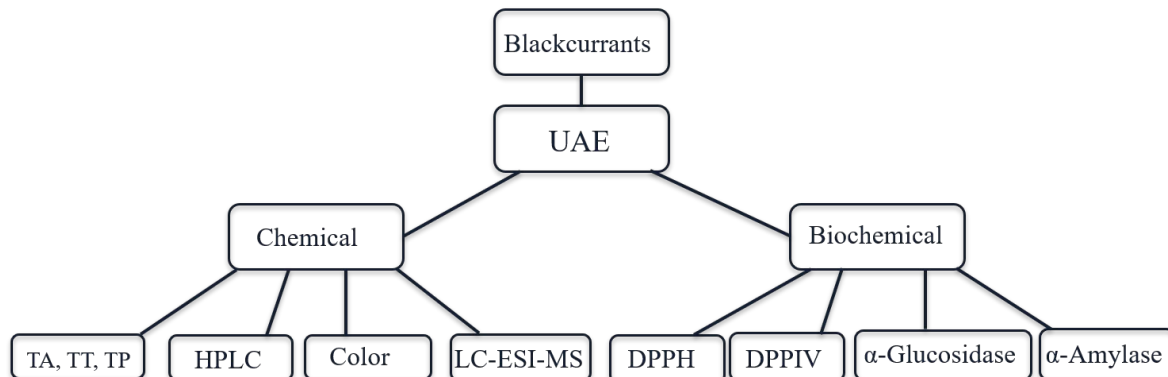 Blackcurrants
UAE
Chemical
Biochemical
TA, TT, TP
HPLC
Color
LC-ESI-MS
DPPH
DPPIV
α-Glucosidase
α-Amylase